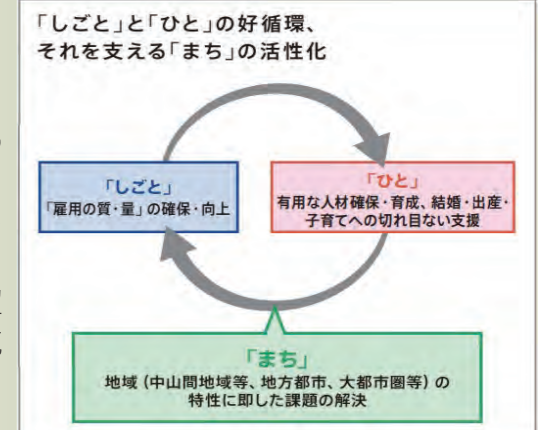 「しごと」と「ひと」の好循環、
それを支える「まち」の活性化
「しごと」
「雇用の質・量」の確保・向上
「ひと」
有用な人材確保・育成、結婚・出産・
子育てへの切れ目ない支援
「まち」
地域（中山間地域等、地方都市、大都市圏等）の
特性に即した課題の解決